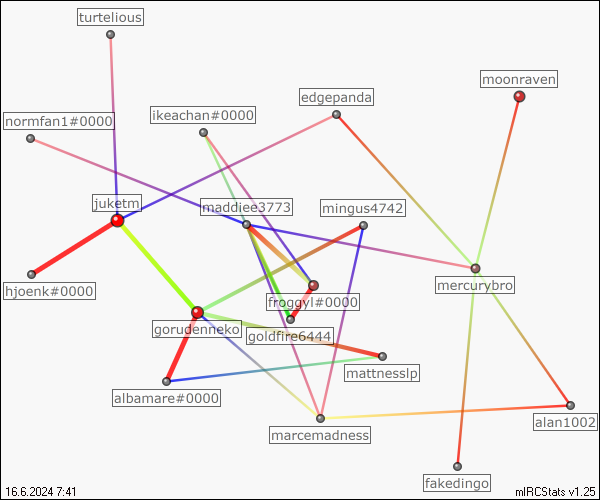 turtelious
moonraven
edgepanda
ikeachan#0000
normfan1#0000
juketm
maddiee3773
mingus4742
mercurybro
hjoenk#0000
froggyl#0000
gorudenneko
goldfire6444
mattnesslp
albamare#0000
alan1002
marcemadness
fakedingo
16.6.2024 7:41
mIRCStats v1.25